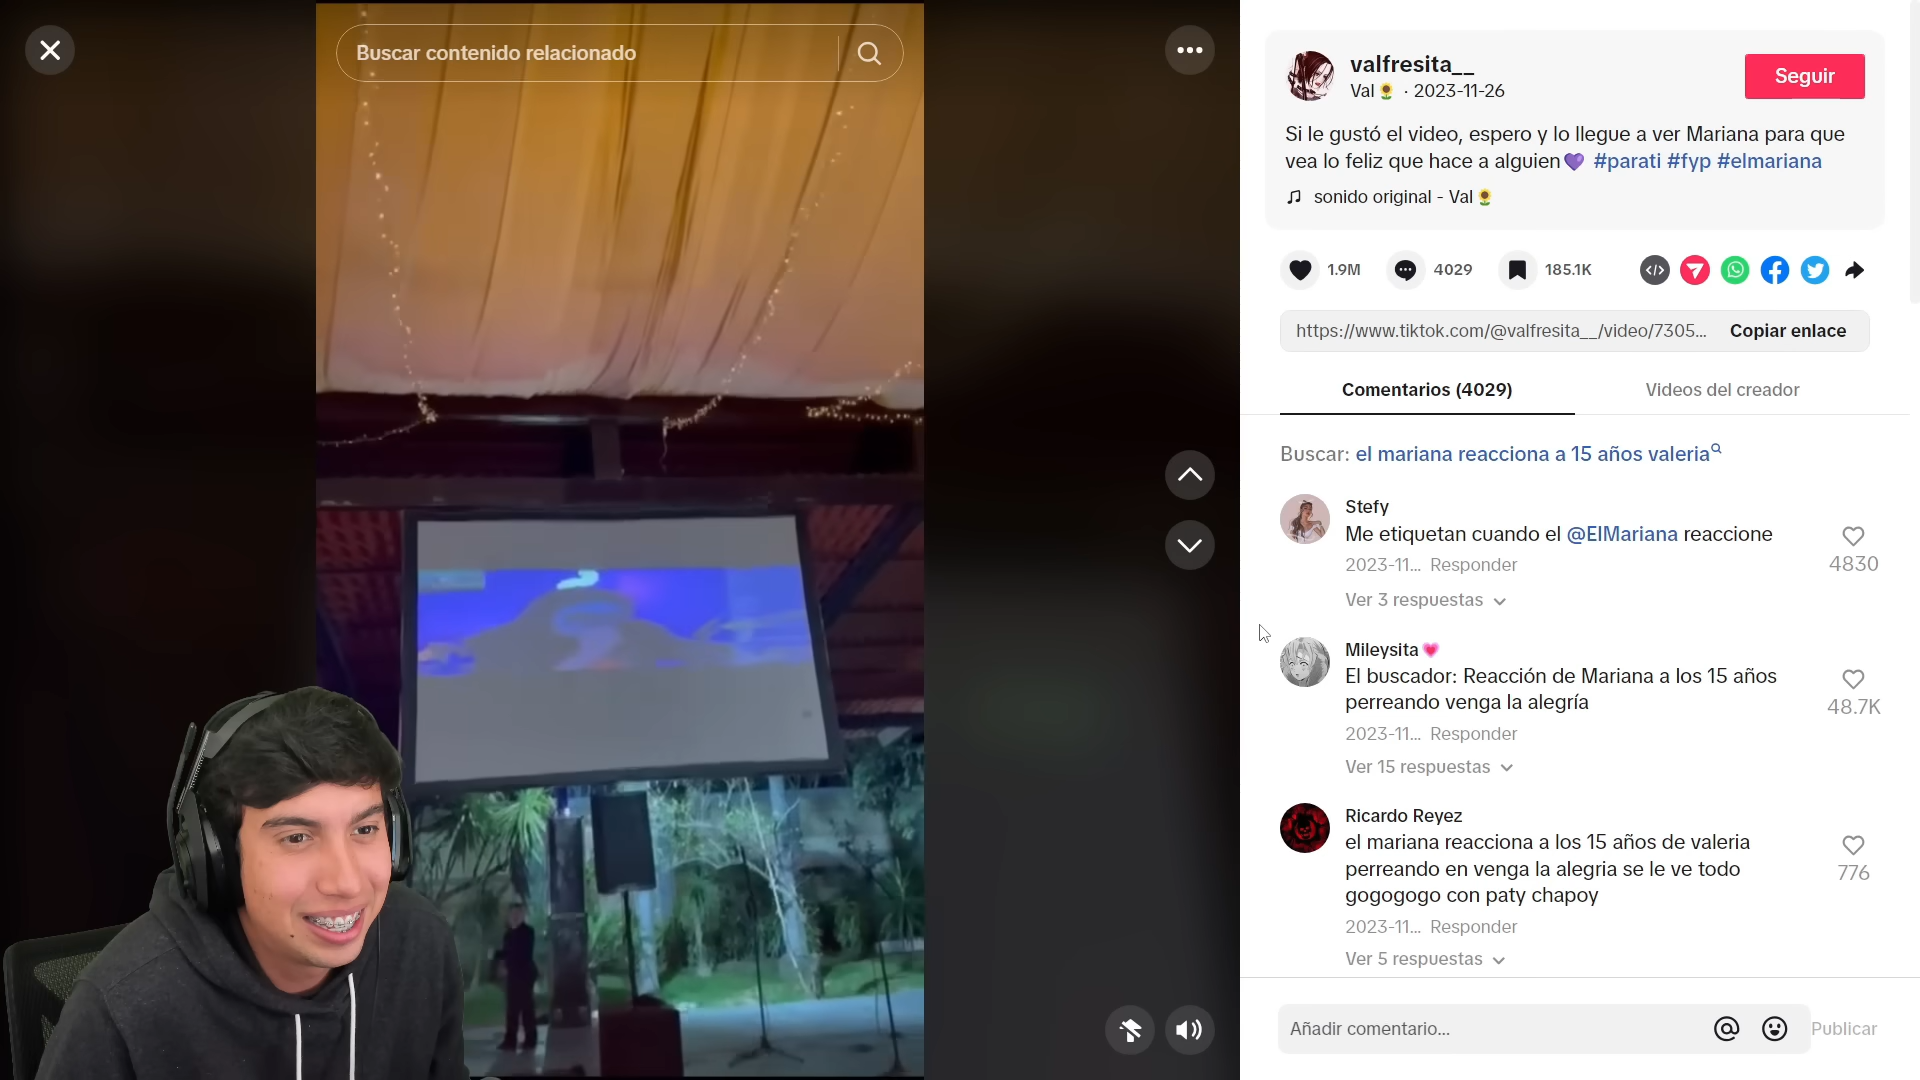 Buscar contenido relacionado
valfresita__
Val🌻 · 2023-11-26
Seguir
Si le gustó el video, espero y lo llegue a ver Mariana para que
vea lo feliz que hace a alguien💜 #parati #fyp #elmariana
sonido original - Val🌻
1.9M
4029
185.1K
https://www.tiktok.com/@valfresita__/video/7305...
Copiar enlace
Comentarios (4029)
Videos del creador
Buscar: el mariana reacciona a 15 años valeria
Stefy
Me etiquetan cuando el @ElMariana reaccione
4830
2023-11... Responder
Ver 3 respuestas
Mileysita💗
El buscador: Reacción de Mariana a los 15 años
perreando venga la alegría
48.7K
2023-11... Responder
Ver 15 respuestas
Ricardo Reyez
el mariana reacciona a los 15 años de valeria
perreando en venga la alegria se le ve todo
gogogogo con paty chapoy
776
2023-11... Responder
Ver 5 respuestas
Añadir comentario...
Publicar